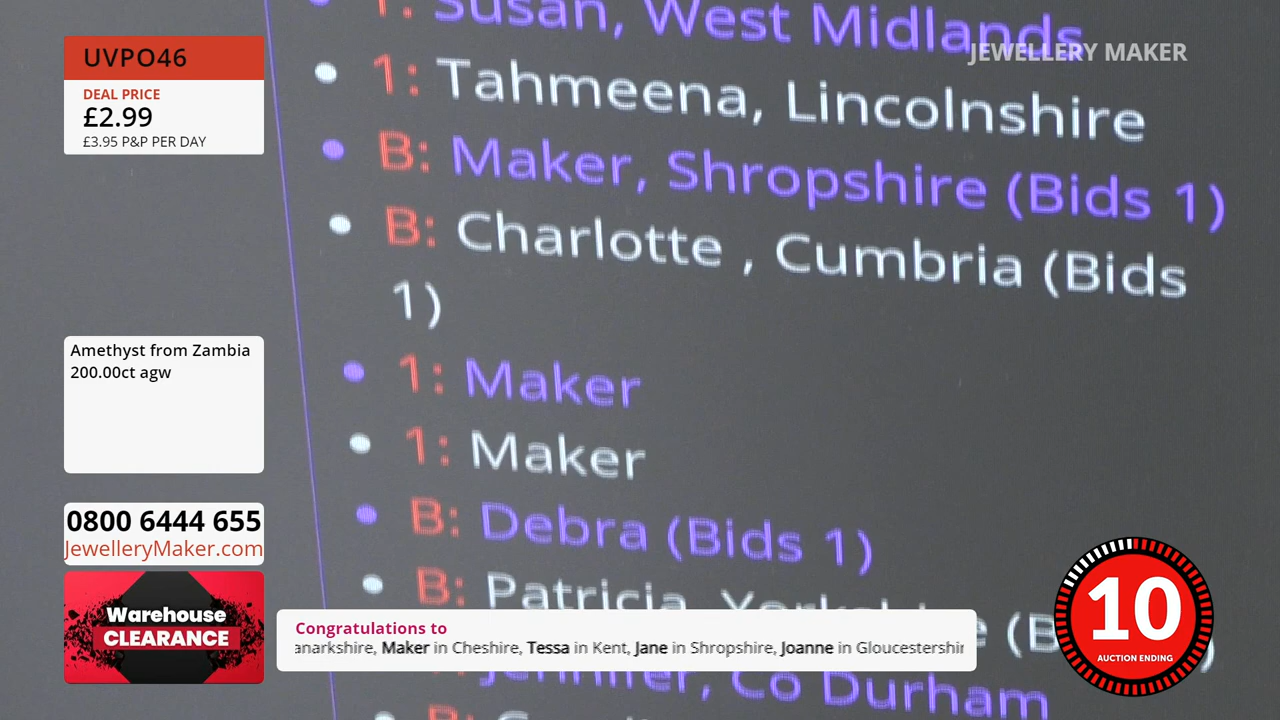 UVPO46
DEAL PRICE
£2.99
£3.95 P&P PER DAY
JEWELLERY MAKER
1: Susan, West Midlands
1: Tahmeena, Lincolnshire
B: Maker, Shropshire (Bids 1)
B: Charlotte , Cumbria (Bids
1)
1: Maker
1: Maker
B: Debra (Bids 1)
B: Patricia, Yorkshire (B
Jennifer, Co Durham
Amethyst from Zambia
200.00ct agw
0800 6444 655
JewelleryMaker.com
Warehouse
CLEARANCE
Congratulations to
anarkshire, Maker in Cheshire, Tessa in Kent, Jane in Shropshire, Joanne in Gloucestershir
10
AUCTION ENDING